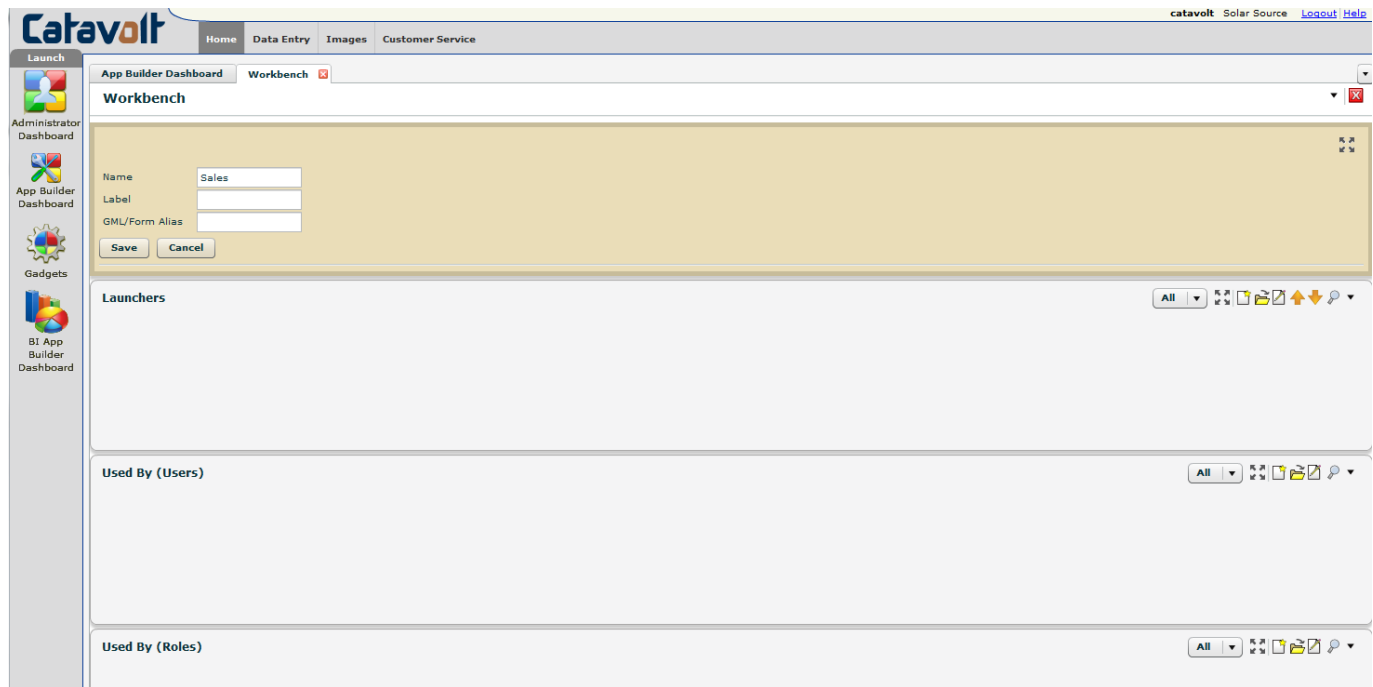 catavolt Solar Source Logout Help
Catavolt
Home Data Entry Images Customer Service
Launch
Administrator
Dashboard
App Builder
Dashboard
Gadgets
BI App
Builder
Dashboard
App Builder Dashboard Workbench
Workbench
Name Sales
Label
GML/Form Alias
Save Cancel
Launchers All
Used By (Users) All
Used By (Roles) All